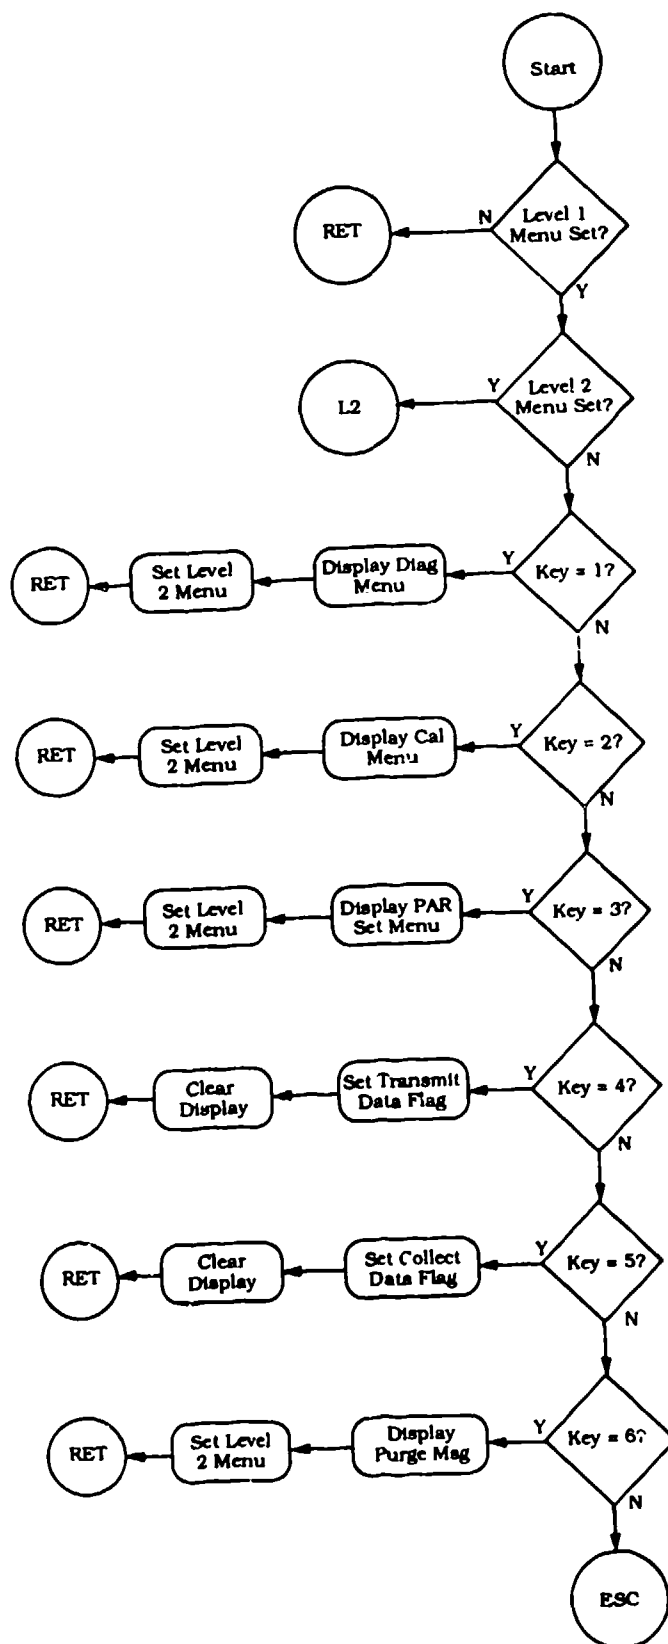 Start
Level 1
Menu Set?
N
RET
Y
Level 2
Menu Set?
Y
L2
N
Key = 1?
Y
Display Diag
Menu
Set Level
2 Menu
RET
N
Key = 2?
Y
Display Cal
Menu
Set Level
2 Menu
RET
N
Key = 3?
Y
Display PAR
Set Menu
Set Level
2 Menu
RET
N
Key = 4?
Y
Set Transmit
Data Flag
Clear
Display
RET
N
Key = 5?
Y
Set Collect
Data Flag
Clear
Display
RET
N
Key = 6?
Y
Display
Purge Msg
Set Level
2 Menu
RET
N
ESC